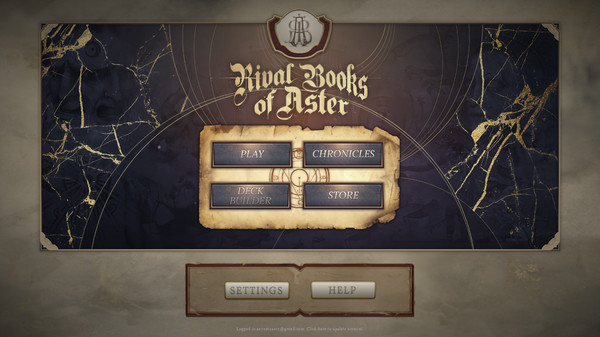 Rival Books
of Aster
PLAY
CHRONICLES
DECK
BUILDER
STORE
SETTINGS
HELP